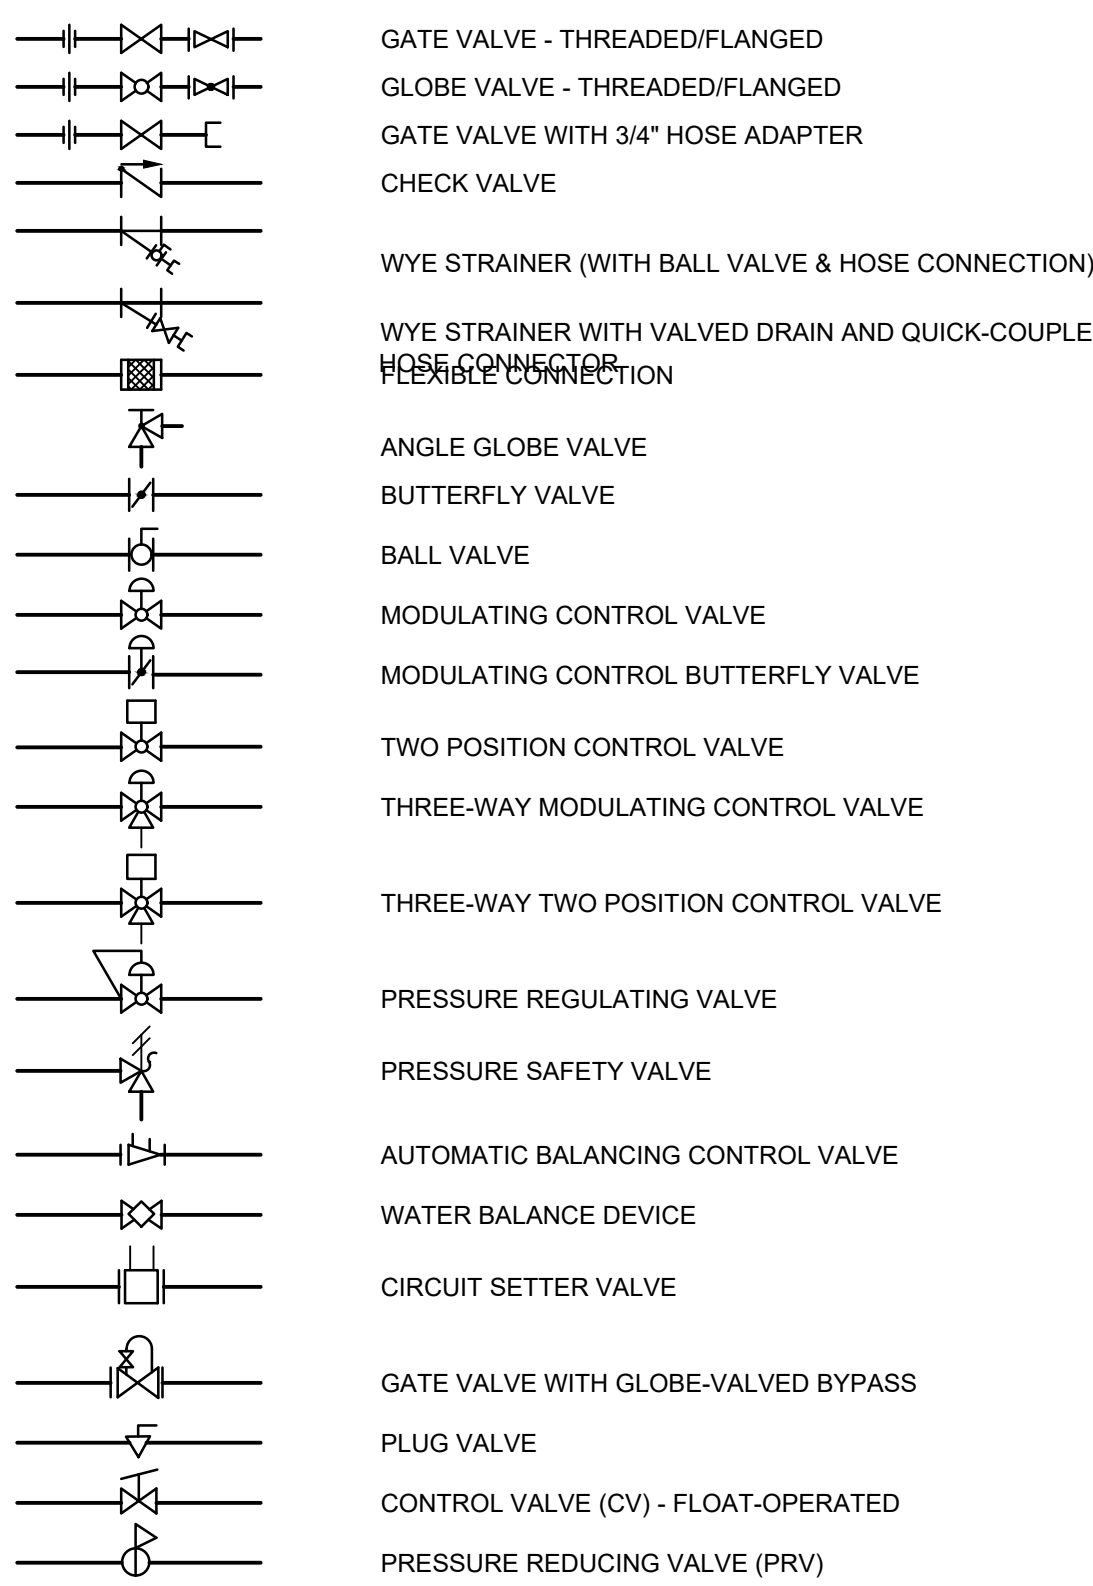 GATE VALVE - THREADED/FLANGED
GLOBE VALVE - THREADED/FLANGED
GATE VALVE WITH 3/4" HOSE ADAPTER
CHECK VALVE
WYE STRAINER (WITH BALL VALVE & HOSE CONNECTION)
WYE STRAINER WITH VALVED DRAIN AND QUICK-COUPLE
HOSE CONNECTOR
FLEXIBLE CONNECTION
ANGLE GLOBE VALVE
BUTTERFLY VALVE
BALL VALVE
MODULATING CONTROL VALVE
MODULATING CONTROL BUTTERFLY VALVE
TWO POSITION CONTROL VALVE
THREE-WAY MODULATING CONTROL VALVE
THREE-WAY TWO POSITION CONTROL VALVE
PRESSURE REGULATING VALVE
PRESSURE SAFETY VALVE
AUTOMATIC BALANCING CONTROL VALVE
WATER BALANCE DEVICE
CIRCUIT SETTER VALVE
GATE VALVE WITH GLOBE-VALVED BYPASS
PLUG VALVE
CONTROL VALVE (CV) - FLOAT-OPERATED
PRESSURE REDUCING VALVE (PRV)